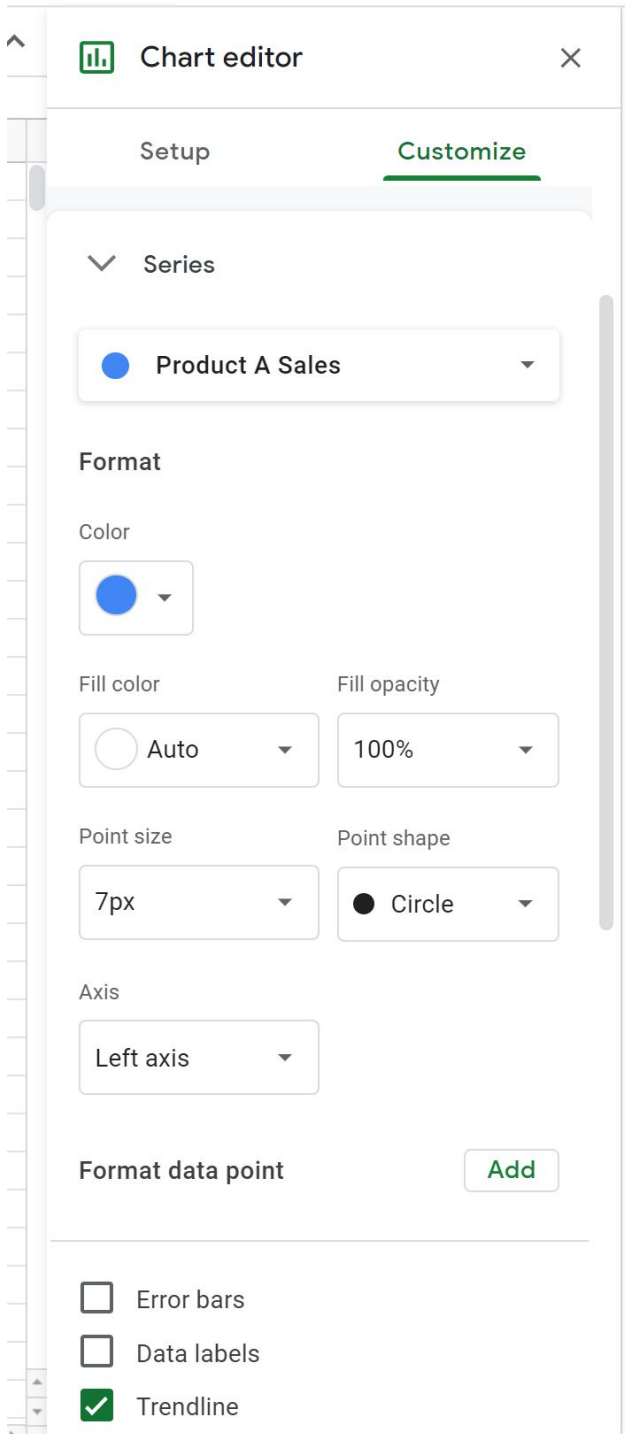 Chart editor
Setup Customize
Series
Product A Sales
Format
Color
Fill color Fill opacity
Auto 100%
Point size Point shape
7px Circle
Axis
Left axis
Format data point Add
Error bars
Data labels
Trendline